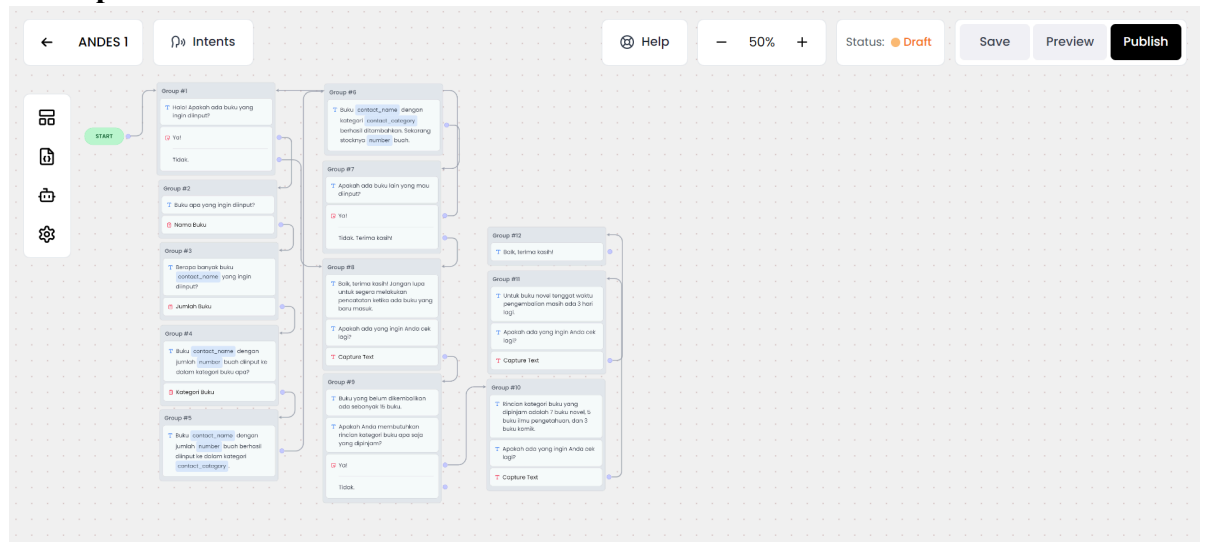 ANDES 1
Intents
Help
50%
Status: Draft
Save
Preview
Publish
START
Group #1
Halo! Apakah ada buku yang
ingin diinput?
Ya!
Tidak.
Group #2
Buku apa yang ingin diinput?
Nama Buku
Group #3
Berapa banyak buku
contact_name yang ingin
diinput?
Jumlah Buku
Group #4
Buku contact_name dengan
jumlah number buah diinput ke
dalam kategori buku apa?
Kategori Buku
Group #5
Buku contact_name dengan
jumlah number buah berhasil
diinput ke dalam kategori
contact_category.
Group #6
Buku contact_name dengan
kategori contact_category
berhasil ditambahkan. Sekarang
stocknya number buah.
Group #7
Apakah ada buku lain yang mau
diinput?
Ya!
Tidak. Terima kasih!
Group #8
Baik, terima kasih! Jangan lupa
untuk segera melakukan
pencatatan ketika ada buku yang
baru masuk.
Apakah ada yang ingin Anda cek
lagi?
Capture Text
Group #9
Buku yang belum dikembalikan
ada sebanyak 15 buku.
Apakah Anda membutuhkan
rincian kategori buku apa saja
yang dipinjam?
Ya!
Tidak.
Group #12
Baik, terima kasih!
Group #11
Untuk buku novel tenggat waktu
pengembalian masih ada 3 hari
lagi.
Apakah ada yang ingin Anda cek
lagi?
Capture Text
Group #10
Rincian kategori buku yang
dipinjam adalah 7 buku novel, 5
buku ilmu pengetahuan, dan 3
buku komik.
Apakah ada yang ingin Anda cek
lagi?
Capture Text